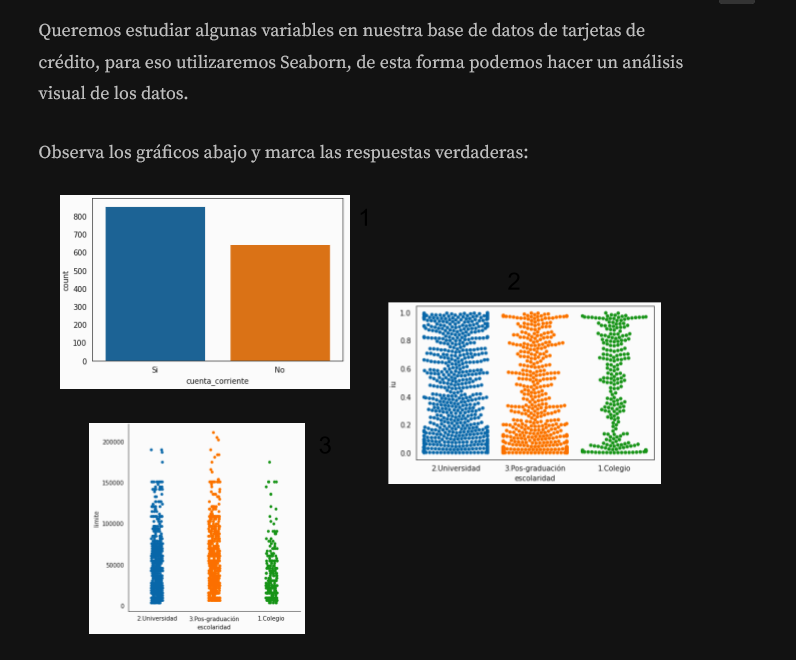 Queremos estudiar algunas variables en nuestra base de datos de tarjetas de
crédito, para eso utilizaremos Seaborn, de esta forma podemos hacer un análisis
visual de los datos.
Observa los gráficos abajo y marca las respuestas verdaderas:
1
800
700
600
500
400
300
200
100
0
count
Si No
cuenta_corriente
2
1.0
0.8
0.6
0.4
0.2
0.0
iu
2.Universidad 3.Pos-graduación 1.Colegio
escolaridad
3
200000
150000
100000
50000
0
limite
2.Universidad 3.Pos-graduación 1.Colegio
escolaridad